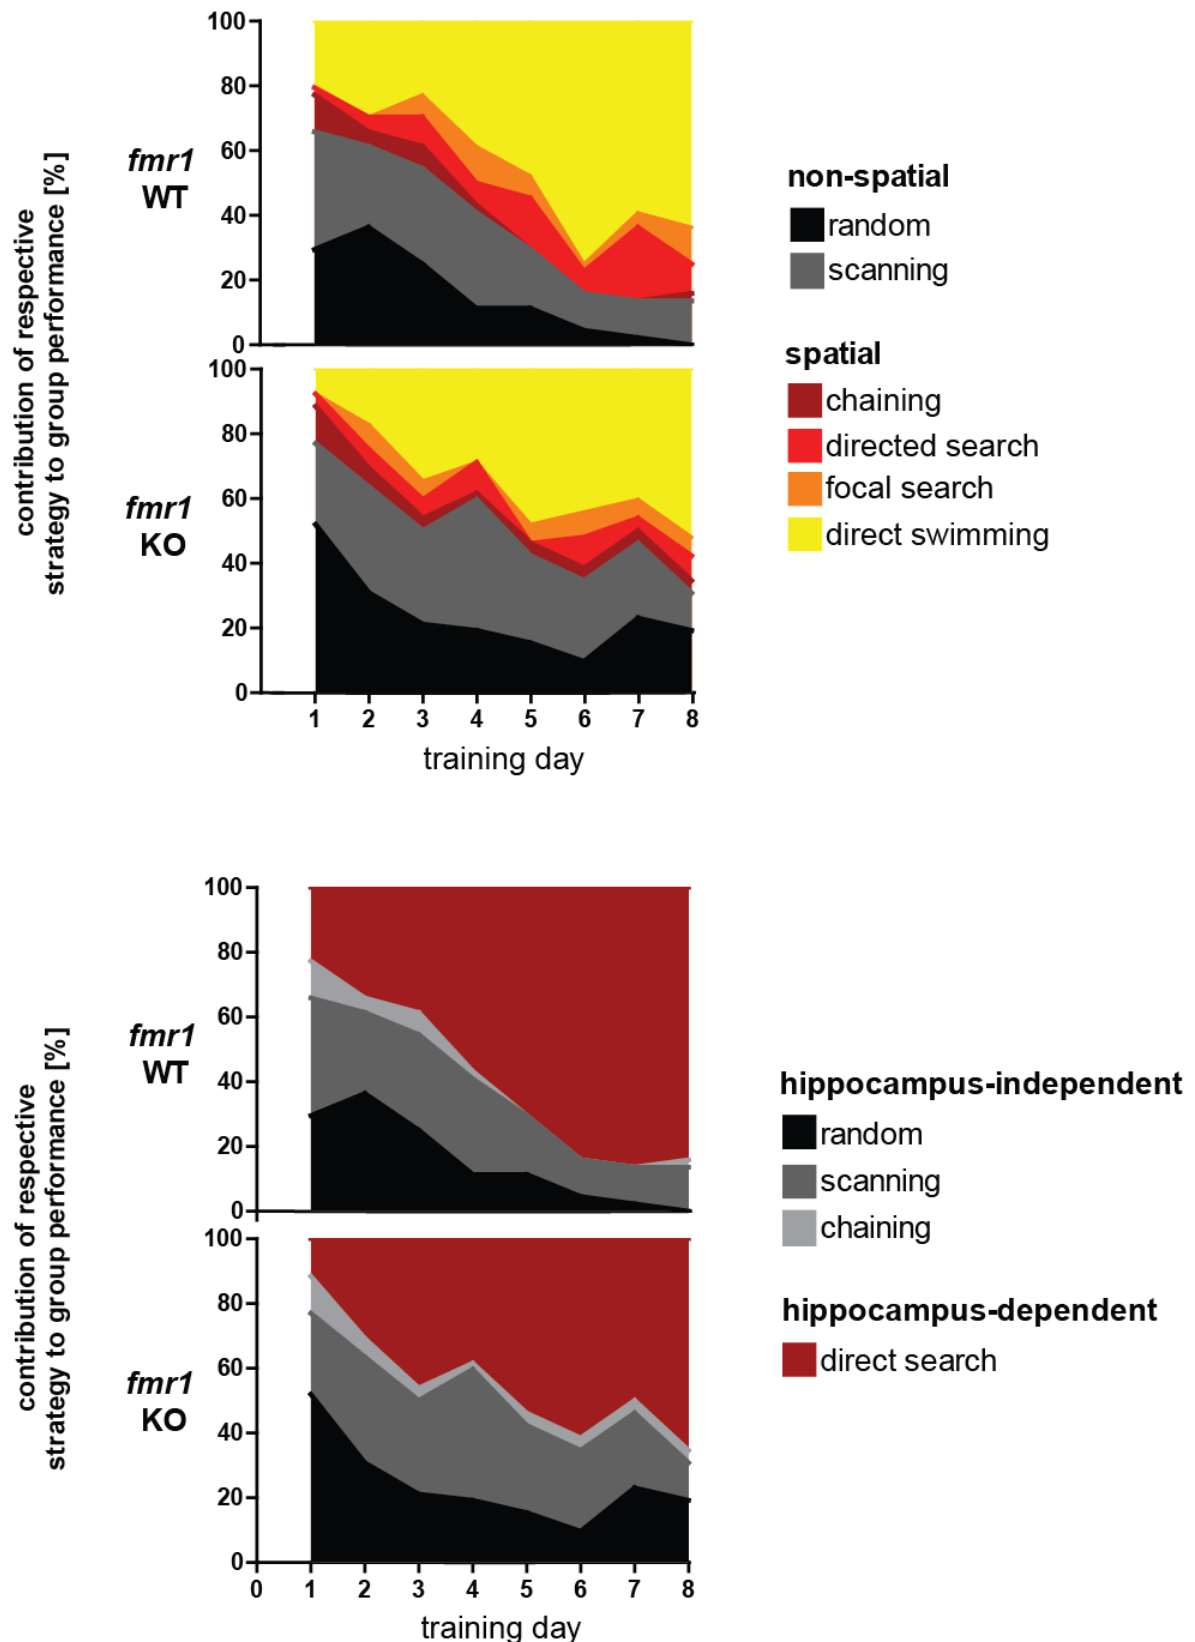 contribution of respective
strategy to group performance [%]
fmr1
WT
100
80
60
40
20
0
fmr1
KO
100
80
60
40
20
0
1 2 3 4 5 6 7 8
training day
non-spatial
random
scanning
spatial
chaining
directed search
focal search
direct swimming
contribution of respective
strategy to group performance [%]
fmr1
WT
100
80
60
40
20
0
fmr1
KO
100
80
60
40
20
0
0 1 2 3 4 5 6 7 8
training day
hippocampus-independent
random
scanning
chaining
hippocampus-dependent
direct search